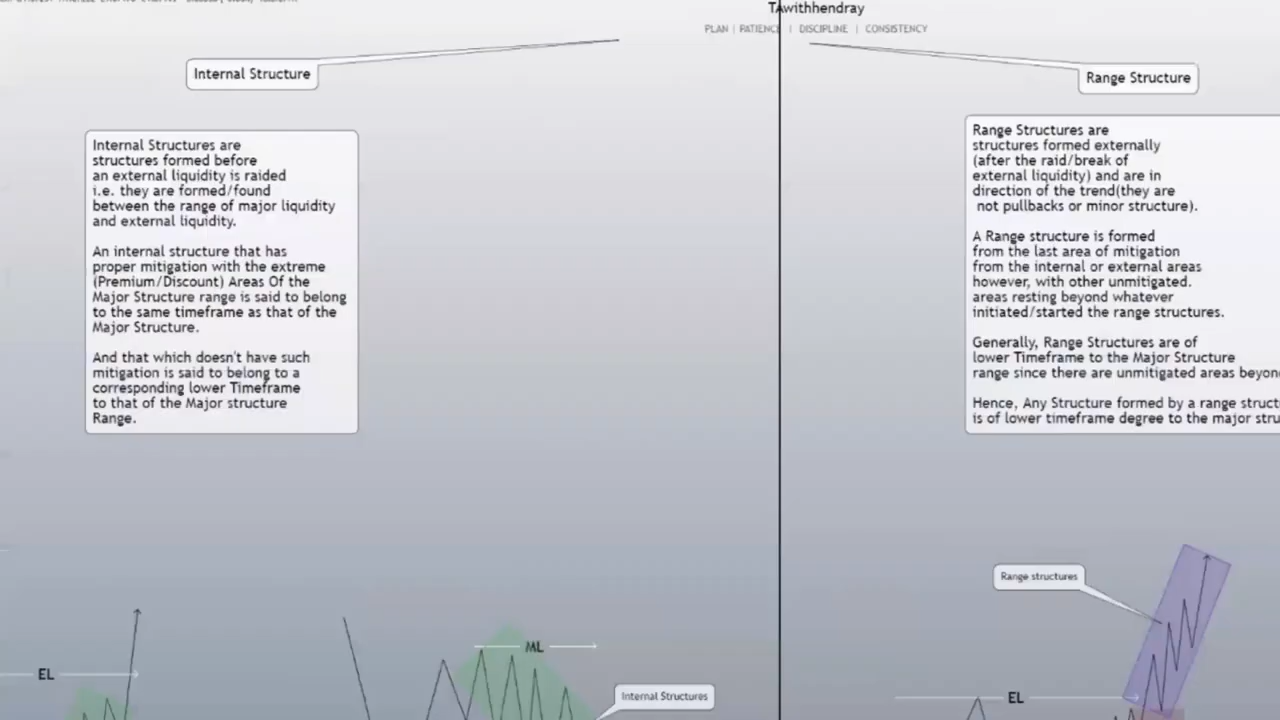 TAwithhendray
PLAN | PATIENCE | DISCIPLINE | CONSISTENCY
Internal Structure
Internal Structures are
structures formed before
an external liquidity is raided
i.e. they are formed/found
between the range of major liquidity
and external liquidity.
An internal structure that has
proper mitigation with the extreme
(Premium/Discount) Areas Of the
Major Structure range is said to belong
to the same timeframe as that of the
Major Structure.
And that which doesn't have such
mitigation is said to belong to a
corresponding lower Timeframe
to that of the Major structure
Range.
EL
ML
Internal Structures
Range Structure
Range Structures are
structures formed externally
(after the raid/break of
external liquidity) and are in
direction of the trend(they are
not pullbacks or minor structure).
A Range structure is formed
from the last area of mitigation
from the internal or external areas
however, with other unmitigated.
areas resting beyond whatever
initiated/started the range structures.
Generally, Range Structures are of
lower Timeframe to the Major Structure
range since there are unmitigated areas beyon
Hence, Any Structure formed by a range struct
is of lower timeframe degree to the major stru
Range structures
EL